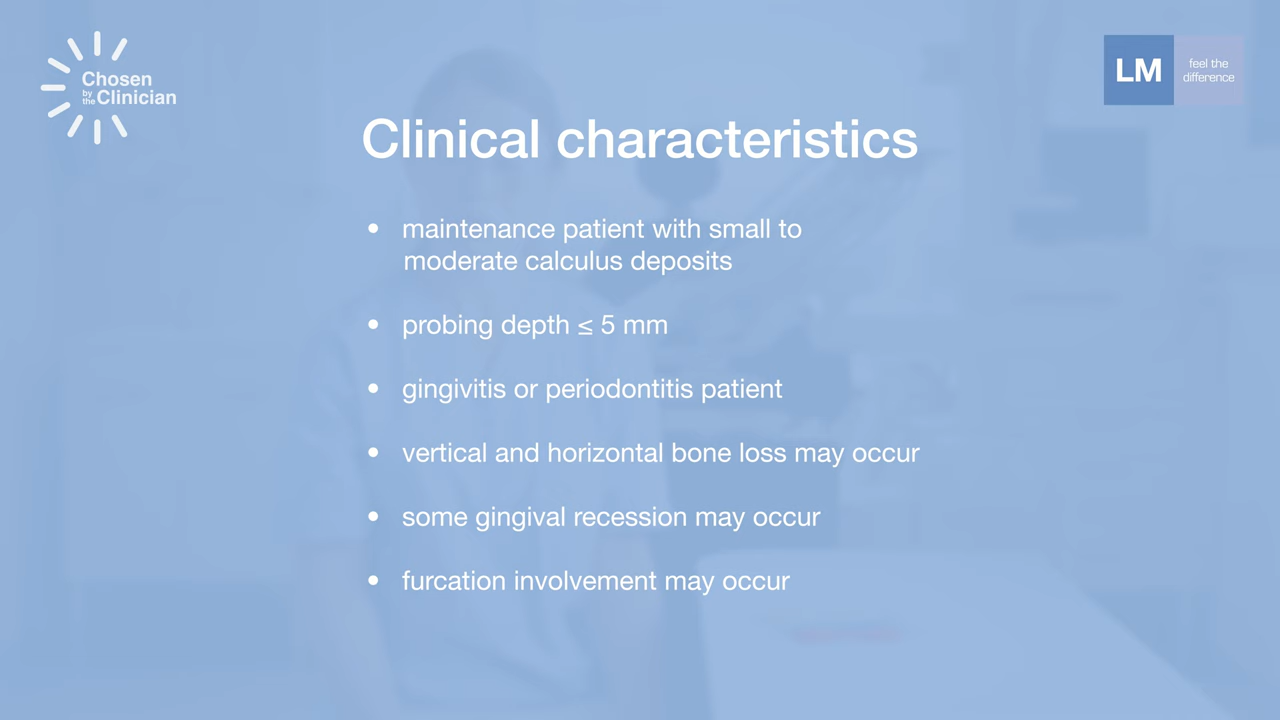 Chosen
by the Clinician
LM
feel the
difference
Clinical characteristics
• maintenance patient with small to
moderate calculus deposits
• probing depth ≤ 5 mm
• gingivitis or periodontitis patient
• vertical and horizontal bone loss may occur
• some gingival recession may occur
• furcation involvement may occur